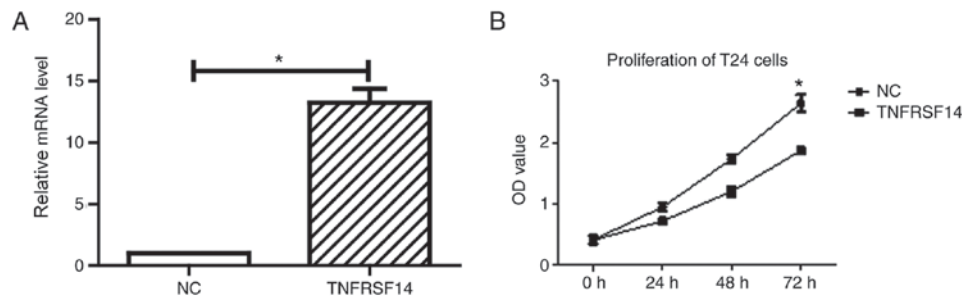 A
Relative mRNA level
20
15
10
5
0
*
NC
TNFRSF14
B
Proliferation of T24 cells
OD value
3
2
1
0
*
0 h
24 h
48 h
72 h
NC
TNFRSF14